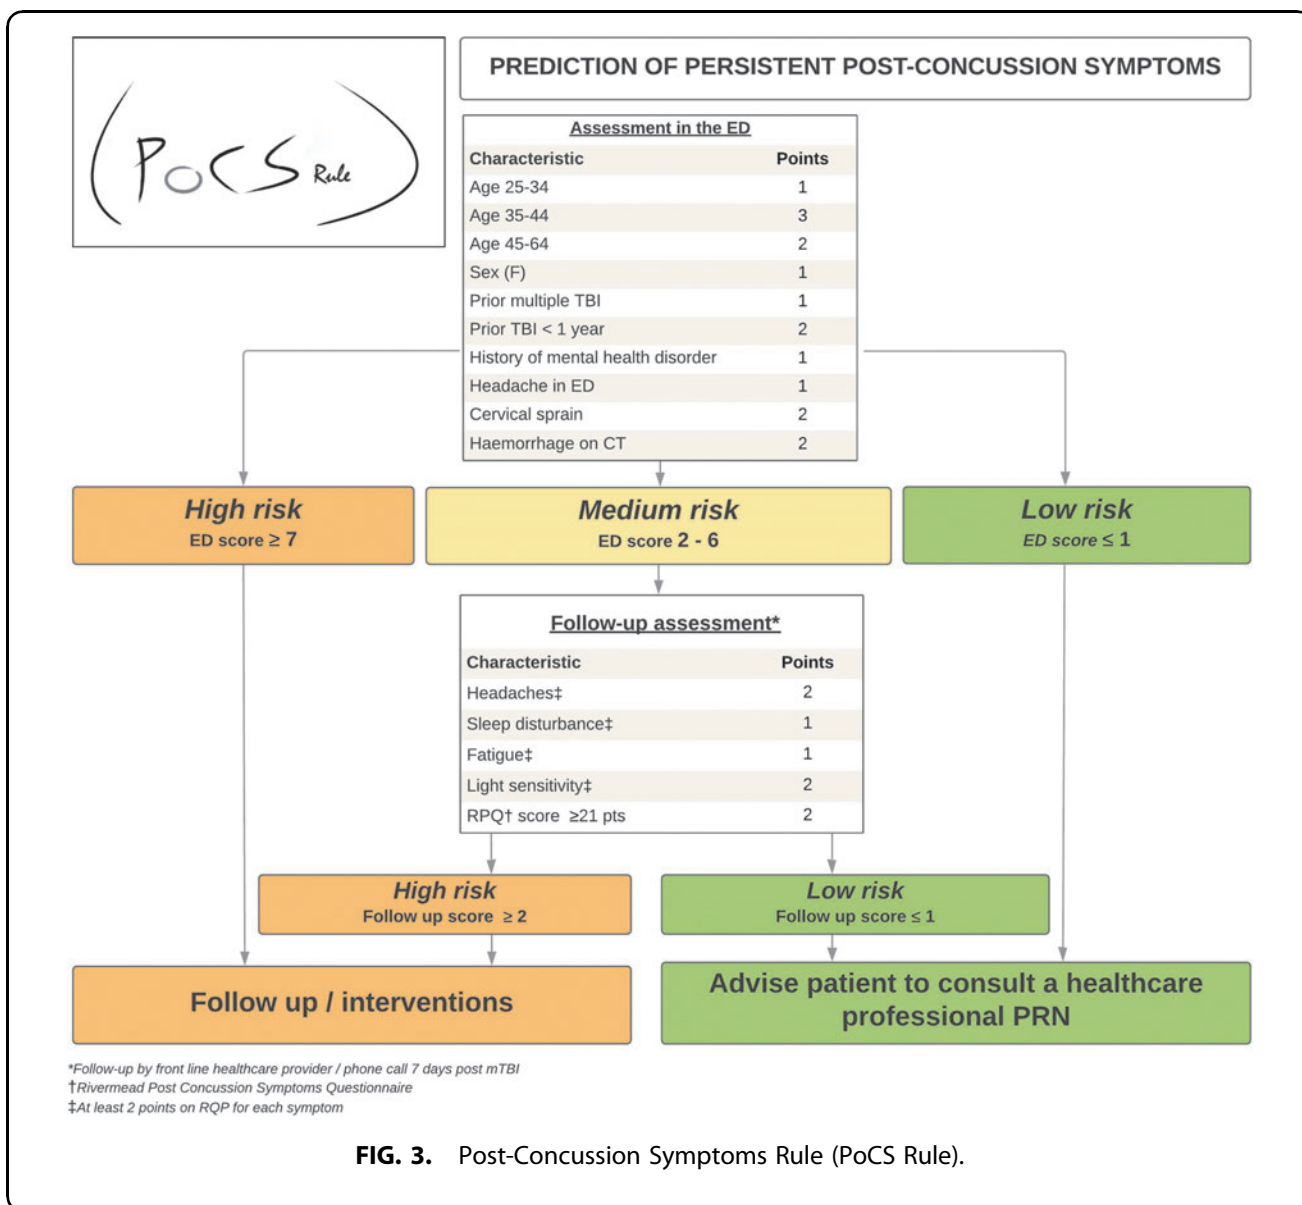 PoCS Rule
PREDICTION OF PERSISTENT POST-CONCUSSION SYMPTOMS
Assessment in the ED
Characteristic Points
Age 25-34 1
Age 35-44 3
Age 45-64 2
Sex (F) 1
Prior multiple TBI 1
Prior TBI < 1 year 2
History of mental health disorder 1
Headache in ED 1
Cervical sprain 2
Haemorrhage on CT 2
High risk
ED score ≥ 7
Medium risk
ED score 2 - 6
Low risk
ED score ≤ 1
Follow-up assessment*
Characteristic Points
Headaches‡ 2
Sleep disturbance‡ 1
Fatigue‡ 1
Light sensitivity‡ 2
RPQ† score ≥21 pts 2
High risk
Follow up score ≥ 2
Low risk
Follow up score ≤ 1
Follow up / interventions
Advise patient to consult a healthcare
professional PRN
*Follow-up by front line healthcare provider / phone call 7 days post mTBI
†Rivermead Post Concussion Symptoms Questionnaire
‡At least 2 points on RQP for each symptom
FIG. 3. Post-Concussion Symptoms Rule (PoCS Rule).